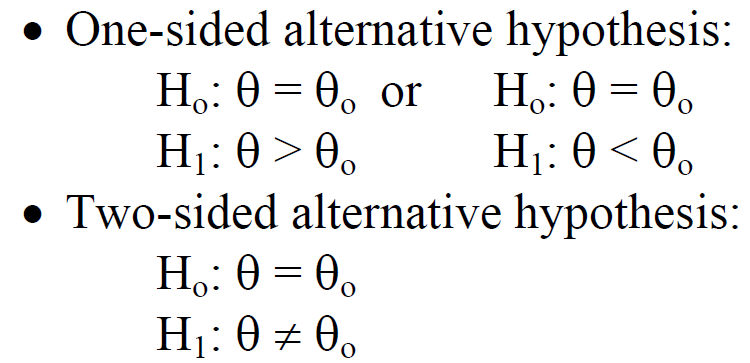 • One-sided alternative hypothesis:
Hₒ: θ = θₒ or Hₒ: θ = θₒ
H₁: θ > θₒ H₁: θ < θₒ
• Two-sided alternative hypothesis:
Hₒ: θ = θₒ
H₁: θ ≠ θₒ